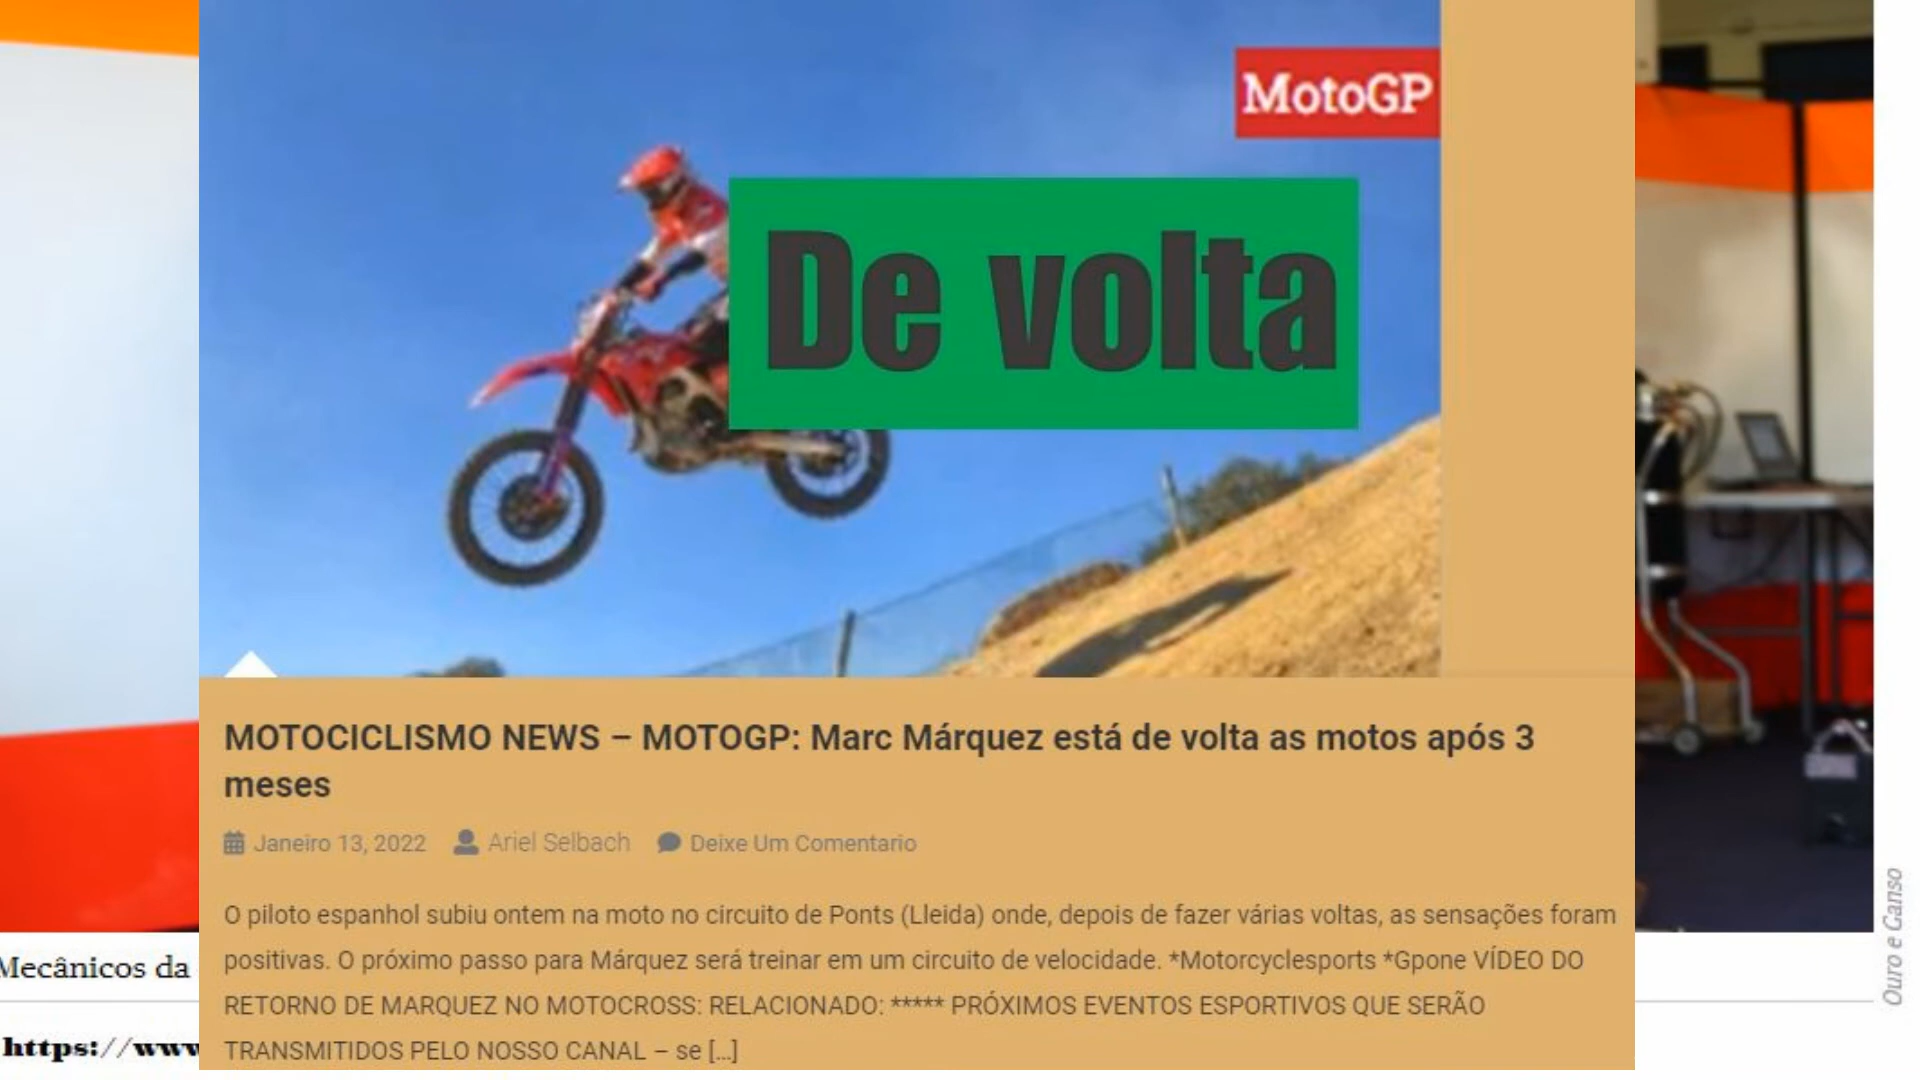 MotoGP
De volta
MOTOCICLISMO NEWS – MOTOGP: Marc Márquez está de volta as motos após 3
meses
Janeiro 13, 2022 Ariel Selbach Deixe Um Comentario
O piloto espanhol subiu ontem na moto no circuito de Ponts (Lleida) onde, depois de fazer várias voltas, as sensações foram
positivas. O próximo passo para Márquez será treinar em um circuito de velocidade. *Motorcyclesports *Gpone VÍDEO DO
RETORNO DE MARQUEZ NO MOTOCROSS: RELACIONADO: ***** PRÓXIMOS EVENTOS ESPORTIVOS QUE SERÃO
TRANSMITIDOS PELO NOSSO CANAL – se [...]
Mecânicos da
https://www
Ouro e Ganso